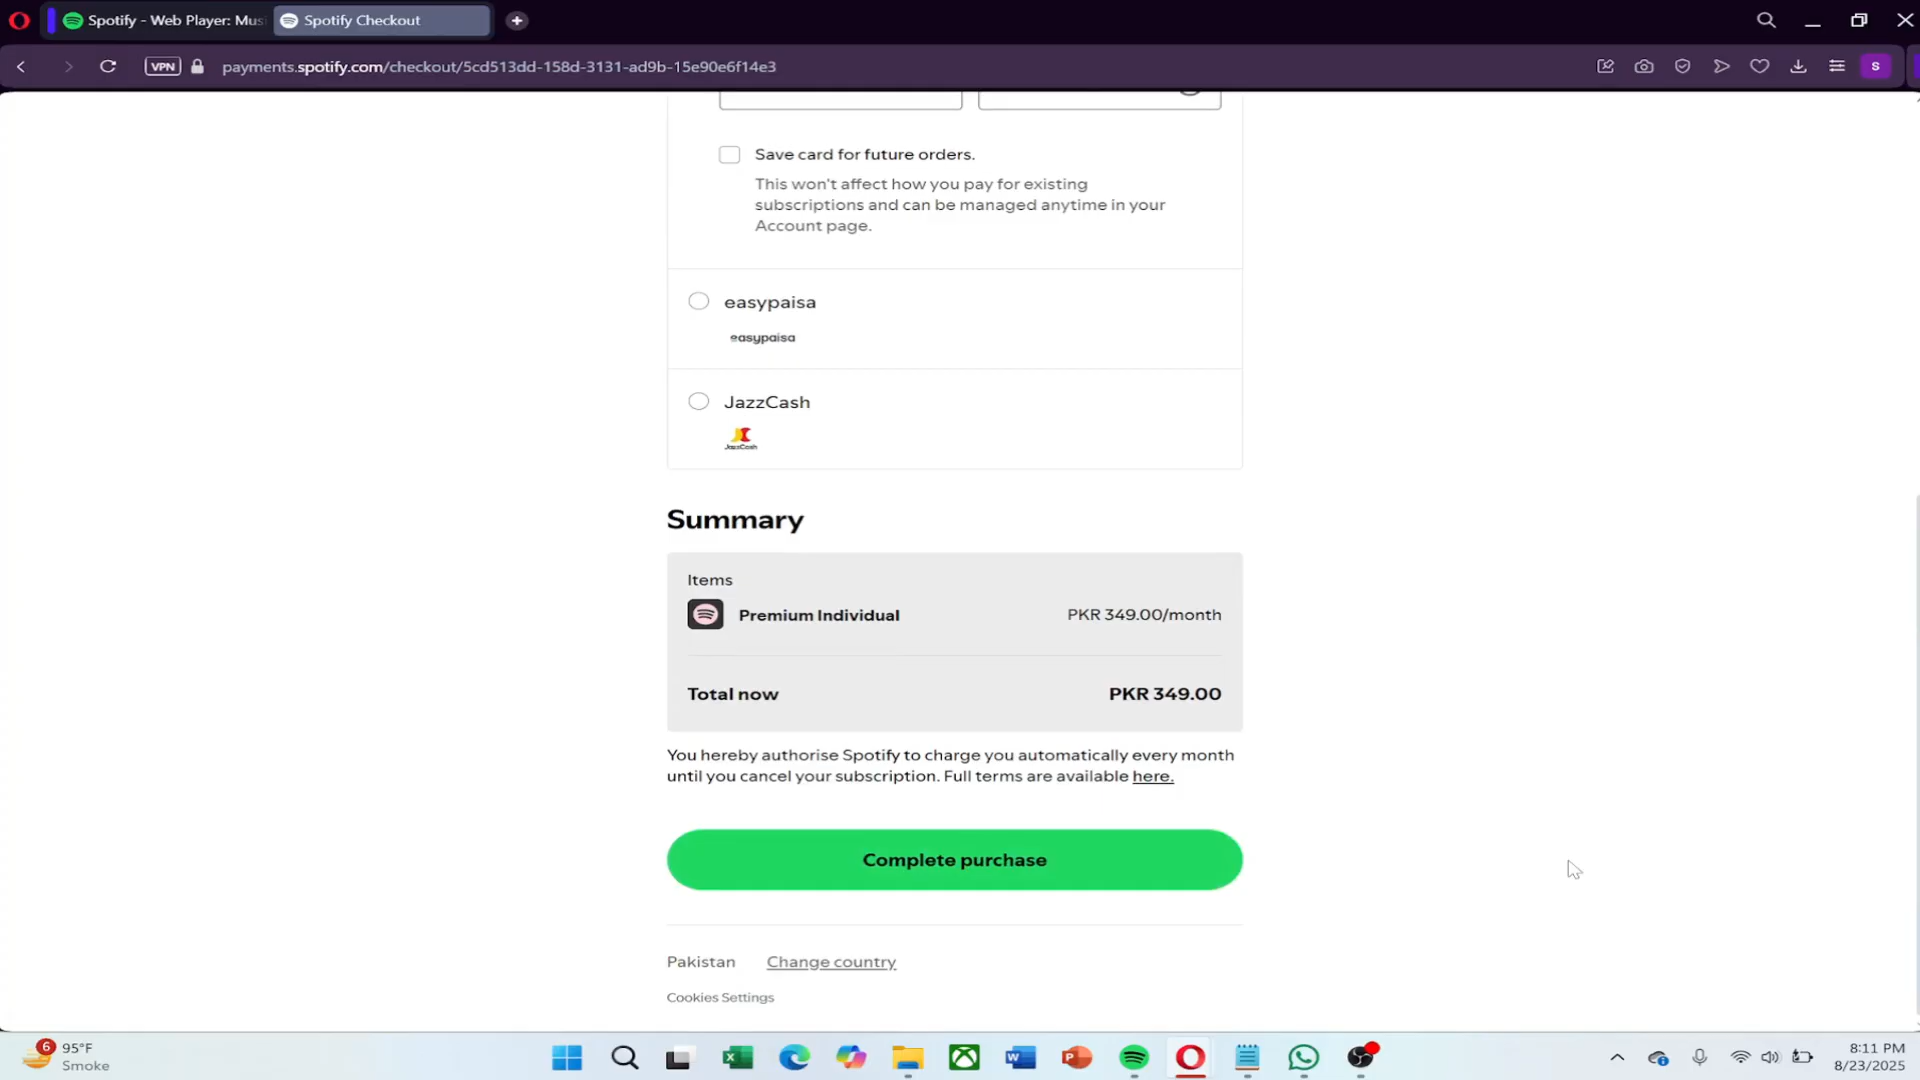 Spotify - Web Player: Mus
Spotify Checkout
VPN
payments.spotify.com/checkout/5cd513dd-158d-3131-ad9b-15e90e6f14e3
S
Save card for future orders.
This won't affect how you pay for existing
subscriptions and can be managed anytime in your
Account page.
easypaisa
easypaisa
JazzCash
JazzCash
Summary
Items
Premium Individual PKR 349.00/month
Total now PKR 349.00
You hereby authorise Spotify to charge you automatically every month
until you cancel your subscription. Full terms are available here.
Complete purchase
Pakistan Change country
Cookies Settings
6
95°F
Smoke
8:11 PM
8/23/2025